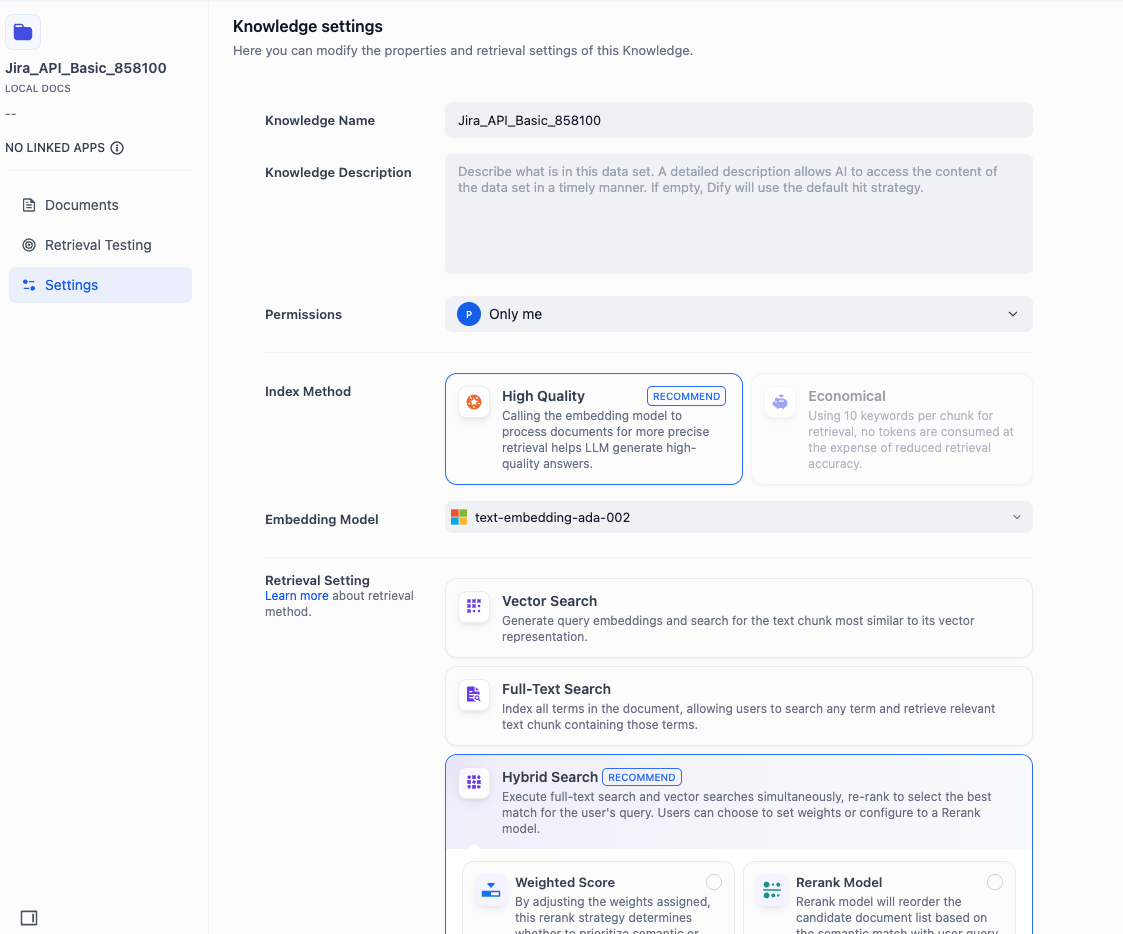 Jira_API_Basic_858100
LOCAL DOCS
--
NO LINKED APPS
Documents
Retrieval Testing
Settings
Knowledge settings
Here you can modify the properties and retrieval settings of this Knowledge.
Knowledge Name
Jira_API_Basic_858100
Knowledge Description
Describe what is in this data set. A detailed description allows AI to access the content of
the data set in a timely manner. If empty, Dify will use the default hit strategy.
Permissions
P
Only me
Index Method
High Quality
RECOMMEND
Calling the embedding model to
process documents for more precise
retrieval helps LLM generate high-
quality answers.
Economical
Using 10 keywords per chunk for
retrieval, no tokens are consumed at
the expense of reduced retrieval
accuracy.
Embedding Model
text-embedding-ada-002
Retrieval Setting
Learn more about retrieval
method.
Vector Search
Generate query embeddings and search for the text chunk most similar to its vector
representation.
Full-Text Search
Index all terms in the document, allowing users to search any term and retrieve relevant
text chunk containing those terms.
Hybrid Search
RECOMMEND
Execute full-text search and vector searches simultaneously, re-rank to select the best
match for the user's query. Users can choose to set weights or configure to a Rerank
model.
Weighted Score
By adjusting the weights assigned,
this rerank strategy determines
whether to prioritize semantic or
Rerank Model
Rerank model will reorder the
candidate document list based on
the semantic match with user query